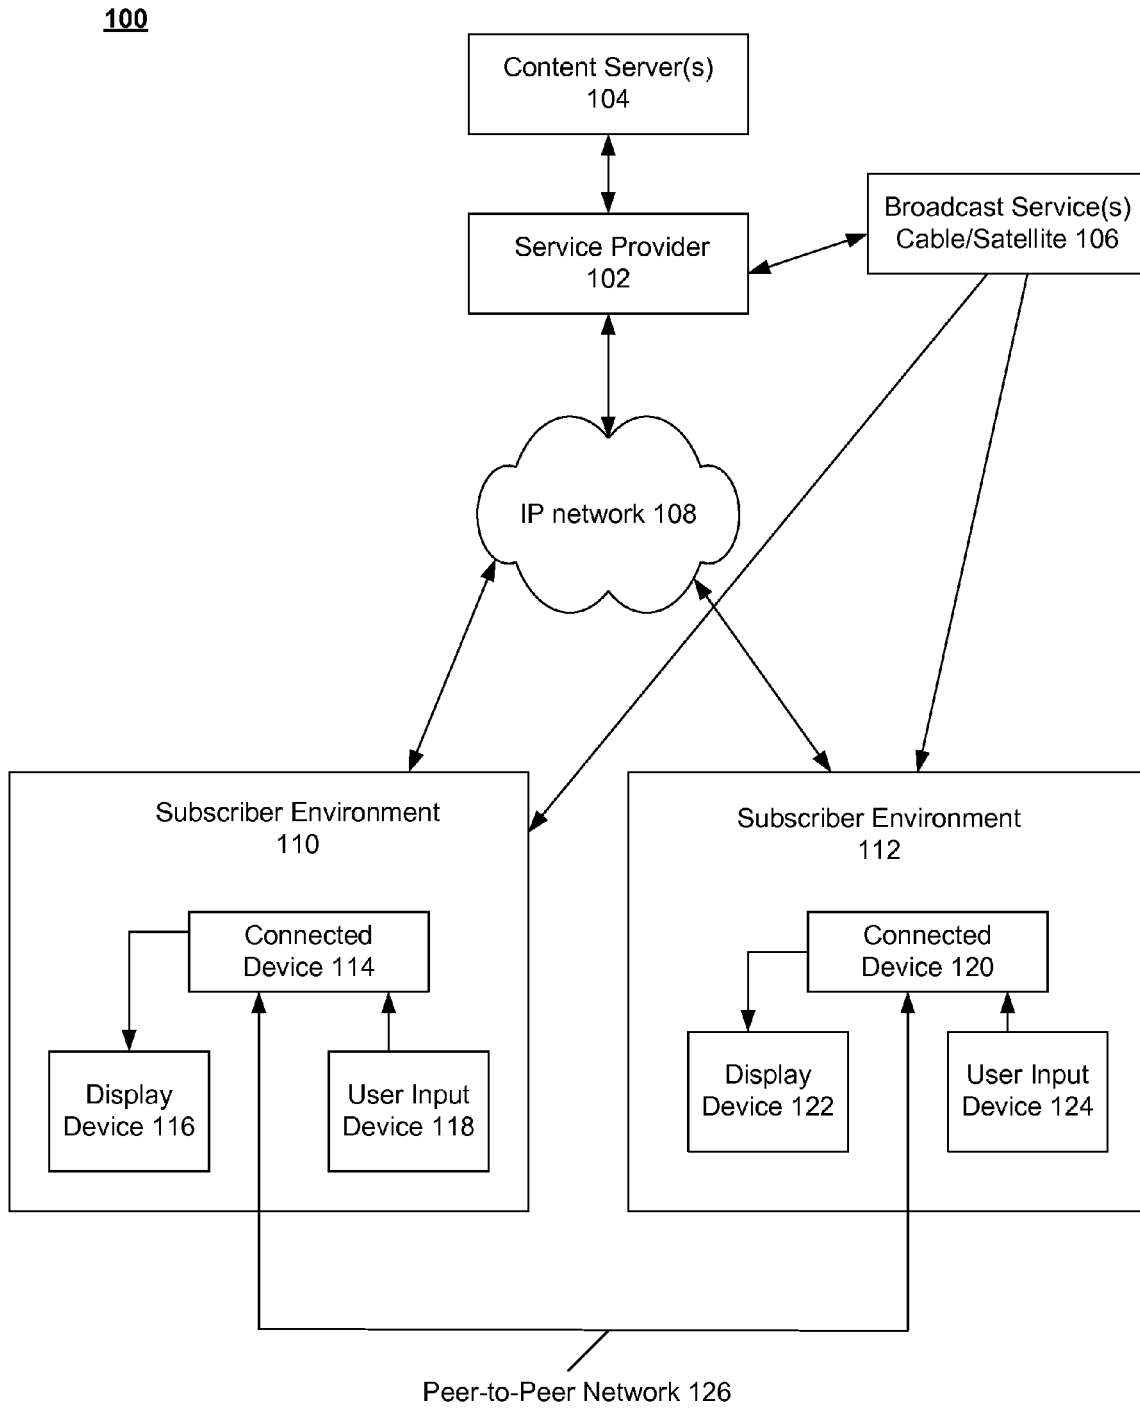 100
Content Server(s)
104
Broadcast Service(s)
Cable/Satellite 106
Service Provider
102
IP network 108
Subscriber Environment
110
Connected
Device 114
Display
Device 116
User Input
Device 118
Subscriber Environment
112
Connected
Device 120
Display
Device 122
User Input
Device 124
Peer-to-Peer Network 126